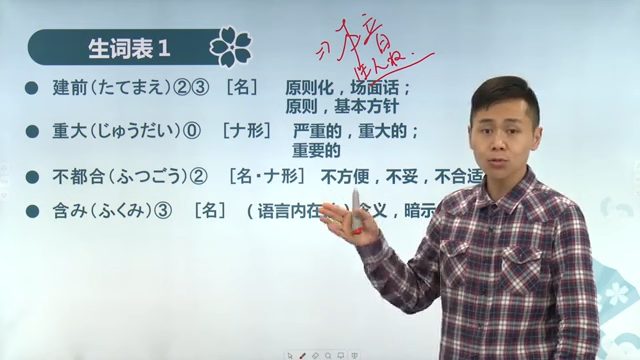 生词表1
⇒本音
● 建前（たてまえ）②③ ［名］ 原则化，场面话；
原则，基本方针
● 重大（じゅうだい）⓪ ［ナ形］ 严重的，重大的；
重要的
● 不都合（ふつごう）② ［名・ナ形］ 不方便，不妥，不合适
● 含み（ふくみ）③ ［名］ （语言内在 ）含义，暗示